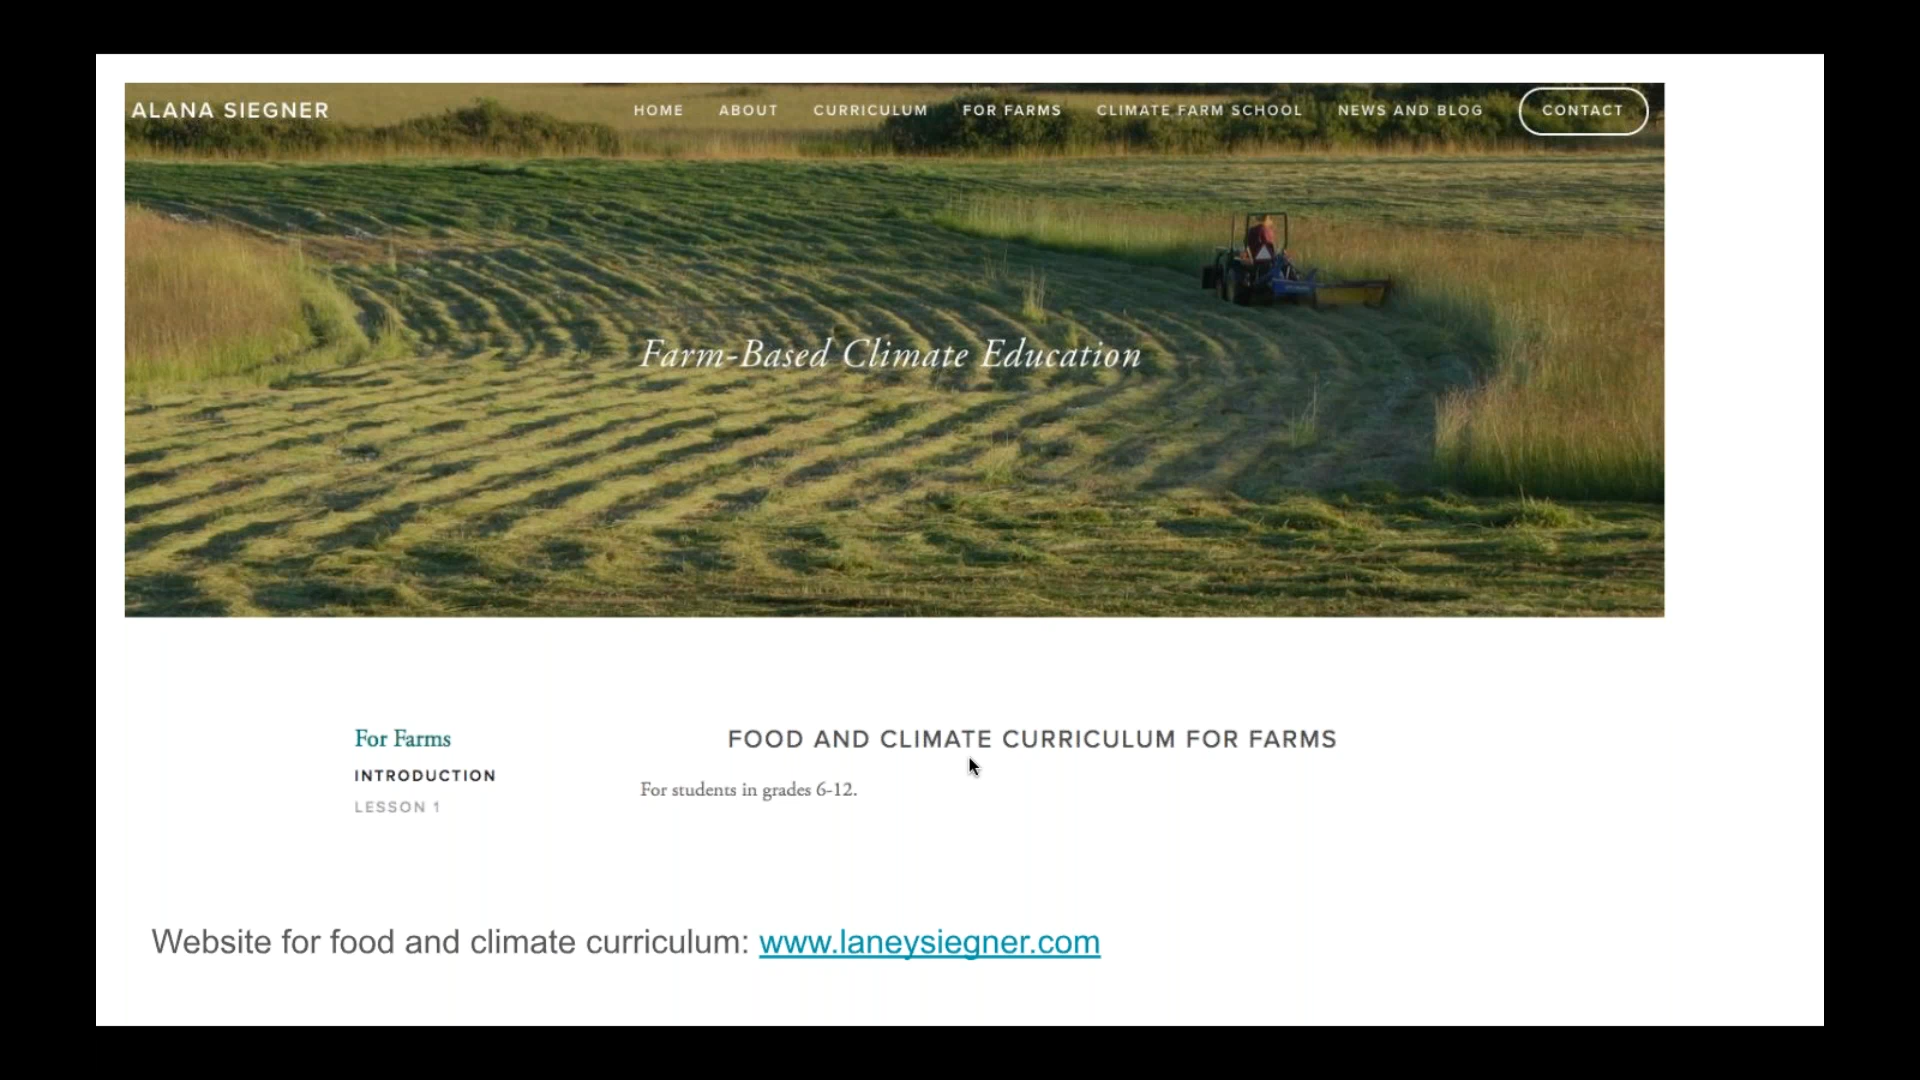 ALANA SIEGNER
HOME ABOUT CURRICULUM FOR FARMS CLIMATE FARM SCHOOL NEWS AND BLOG CONTACT
Farm-Based Climate Education
For Farms
INTRODUCTION
LESSON 1
FOOD AND CLIMATE CURRICULUM FOR FARMS
For students in grades 6-12.
Website for food and climate curriculum: www.laneysiegner.com